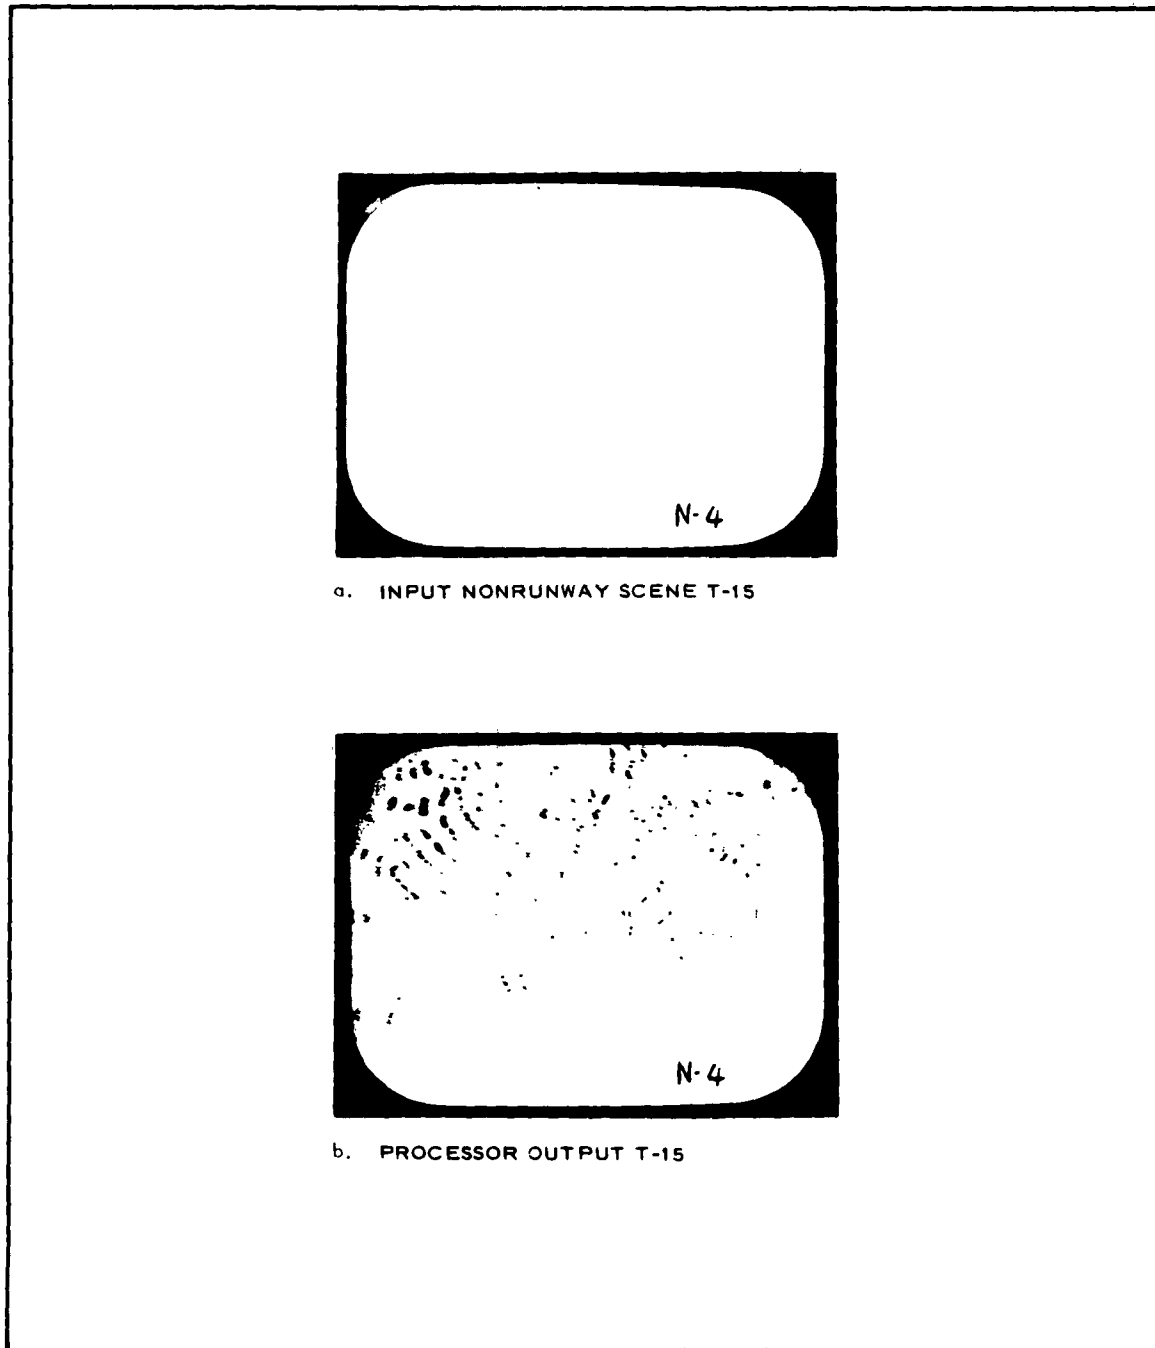 N-4
a. INPUT NONRUNWAY SCENE T-15
N-4
b. PROCESSOR OUTPUT T-15